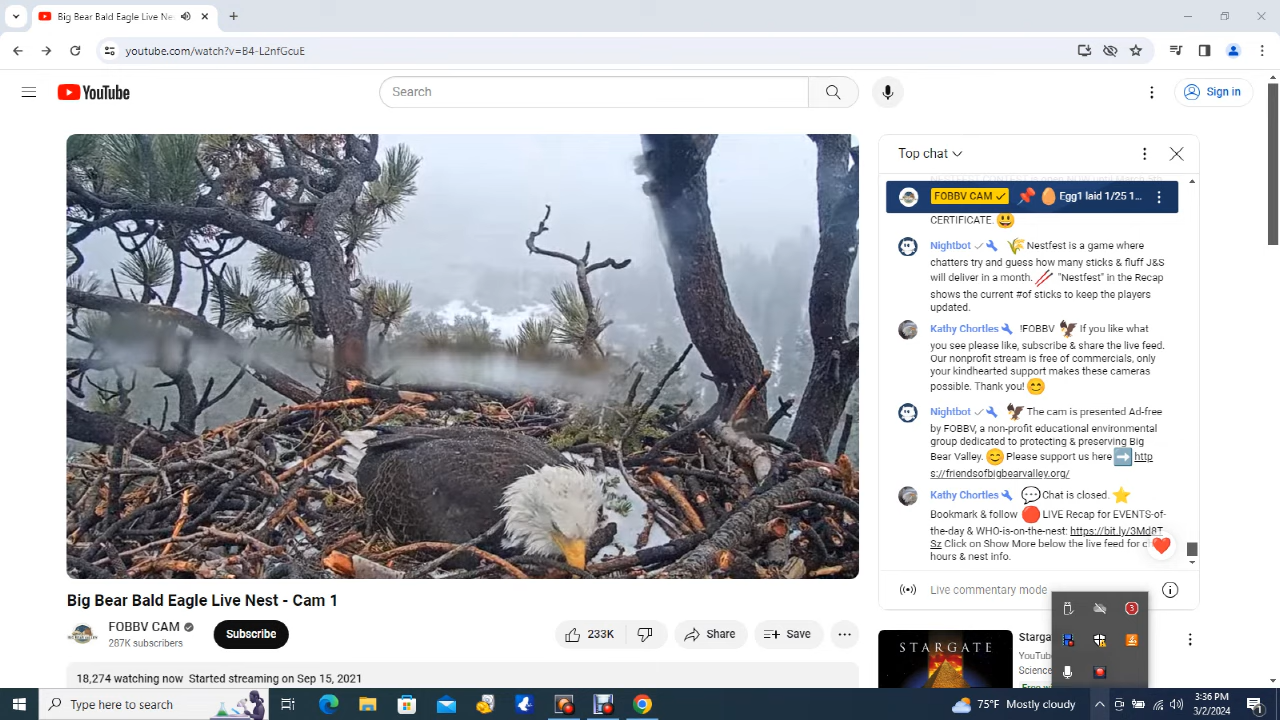 Big Bear Bald Eagle Live Ne
youtube.com/watch?v=B4-L2nfGcuE
YouTube
Search
Sign in
Top chat
FOBBV CAM Egg1 laid 1/25 1...
CERTIFICATE. 😃
Nightbot 🌾 Nestfest is a game where
chatters try and guess how many sticks & fluff J&S
will deliver in a month. 🥢 "Nestfest" in the Recap
shows the current #of sticks to keep the players
updated.
Kathy Chortles !FOBBV 🦅 If you like what
you see please like, subscribe & share the live feed.
Our nonprofit stream is free of commercials, only
your kindhearted support makes these cameras
possible. Thank you! 😊
Nightbot 🦅 The cam is presented Ad-free
by FOBBV, a non-profit educational environmental
group dedicated to protecting & preserving Big
Bear Valley. 😊 Please support us here ➡️ http
s://friendsofbigbearvalley.org/
Kathy Chortles 💬 Chat is closed. ⭐
Bookmark & follow 🔴 LIVE Recap for EVENTS-of-
the-day & WHO-is-on-the-nest: https://bit.ly/3Md8T
Sz Click on Show More below the live feed for c
hours & nest info.
Live commentary mode
Big Bear Bald Eagle Live Nest - Cam 1
FOBBV CAM
287K subscribers
Subscribe
233K
Share
Save
...
18,274 watching now Started streaming on Sep 15, 2021
STARGATE
Starga
YouTu
Science
Type here to search
75°F Mostly cloudy
3:36 PM
3/2/2024